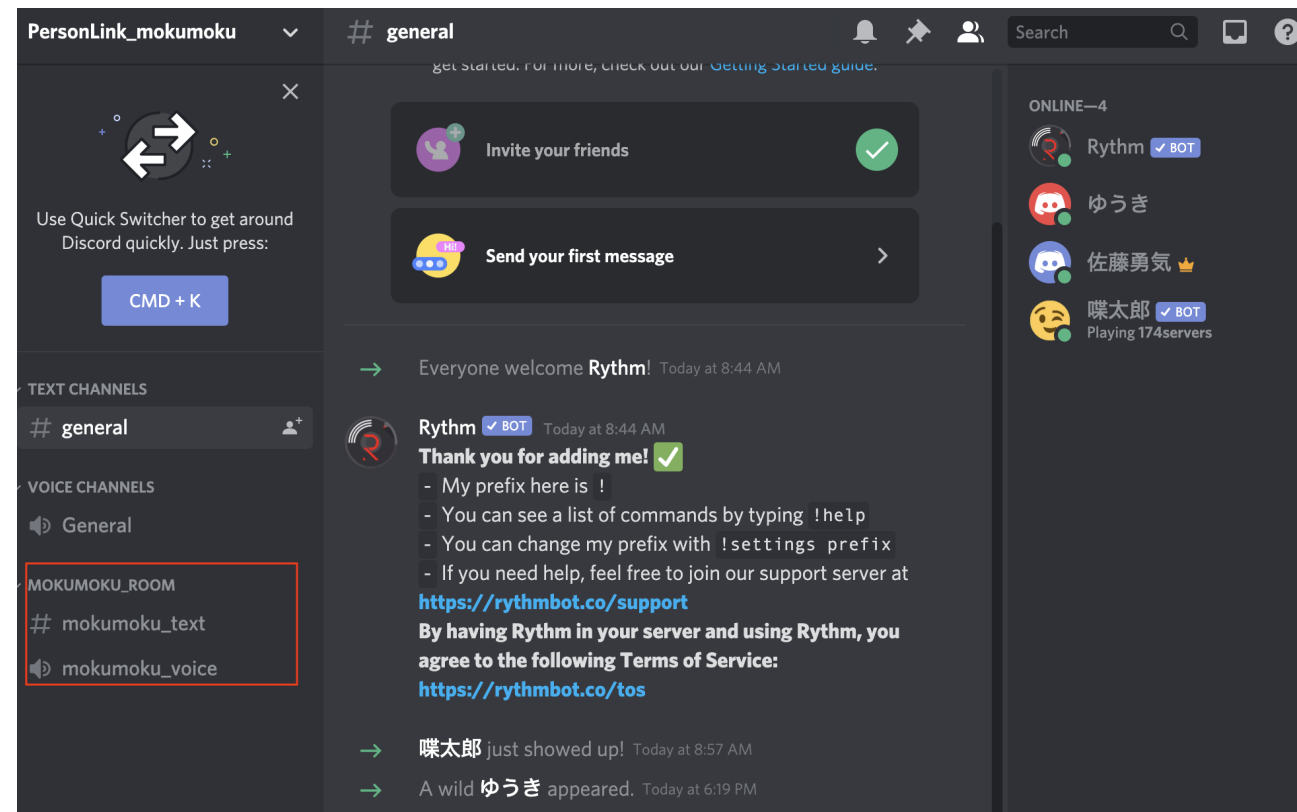 PersonLink_mokumoku
Use Quick Switcher to get around
Discord quickly. Just press:
CMD + K
TEXT CHANNELS
general
VOICE CHANNELS
General
MOKUMOKU_ROOM
mokumoku_text
mokumoku_voice
# general
Search
get started. For more, check out our Getting Started guide.
Invite your friends
Hi!
Send your first message
Everyone welcome Rythm! Today at 8:44 AM
Rythm BOT Today at 8:44 AM
Thank you for adding me!
- My prefix here is !
- You can see a list of commands by typing !help
- You can change my prefix with !settings prefix
- If you need help, feel free to join our support server at
https://rythmbot.co/support
By having Rythm in your server and using Rythm, you
agree to the following Terms of Service:
https://rythmbot.co/tos
喋太郎 just showed up! Today at 8:57 AM
A wild ゆうき appeared. Today at 6:19 PM
ONLINE—4
Rythm BOT
ゆうき
佐藤勇気
喋太郎 BOT
Playing 174servers